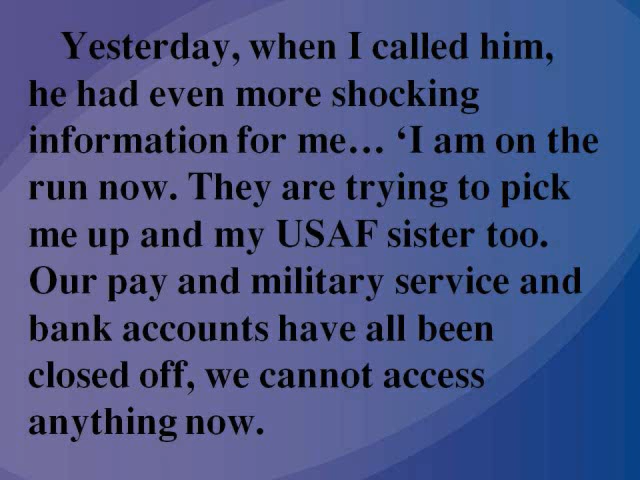 Yesterday, when I called him,
he had even more shocking
information for me… ‘I am on the
run now. They are trying to pick
me up and my USAF sister too.
Our pay and military service and
bank accounts have all been
closed off, we cannot access
anything now.